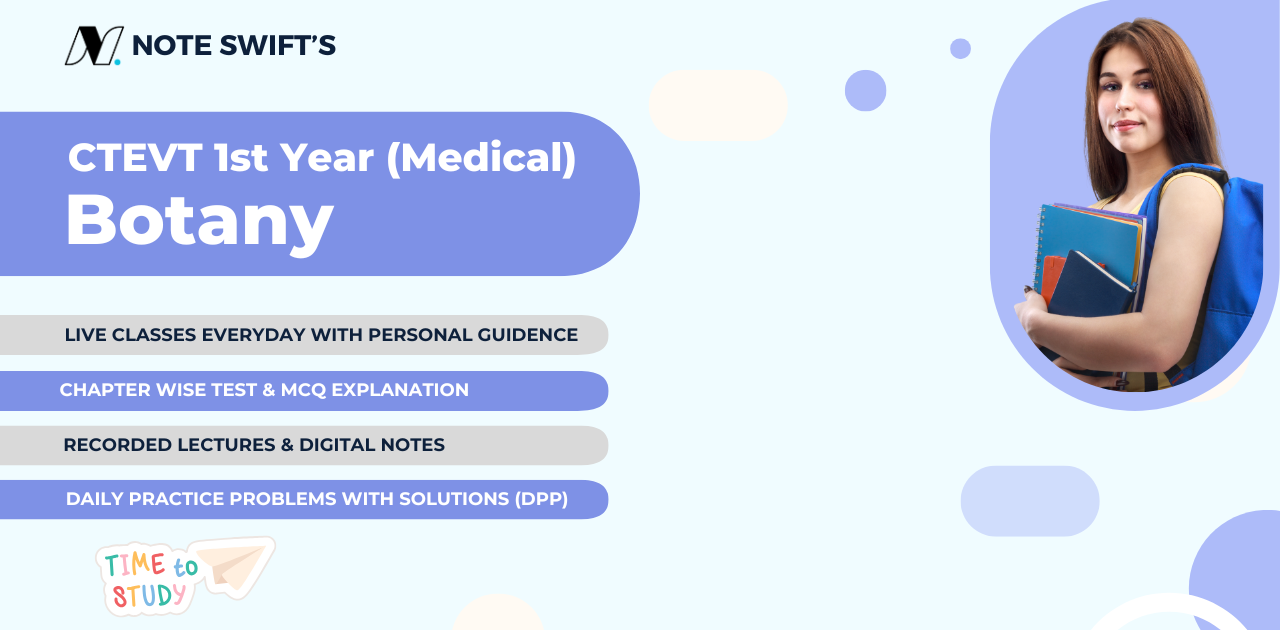 N.
NOTE SWIFT’S
CTEVT 1st Year (Medical)
Botany
LIVE CLASSES EVERYDAY WITH PERSONAL GUIDENCE
CHAPTER WISE TEST & MCQ EXPLANATION
RECORDED LECTURES & DIGITAL NOTES
DAILY PRACTICE PROBLEMS WITH SOLUTIONS (DPP)
TIME to
STUDY